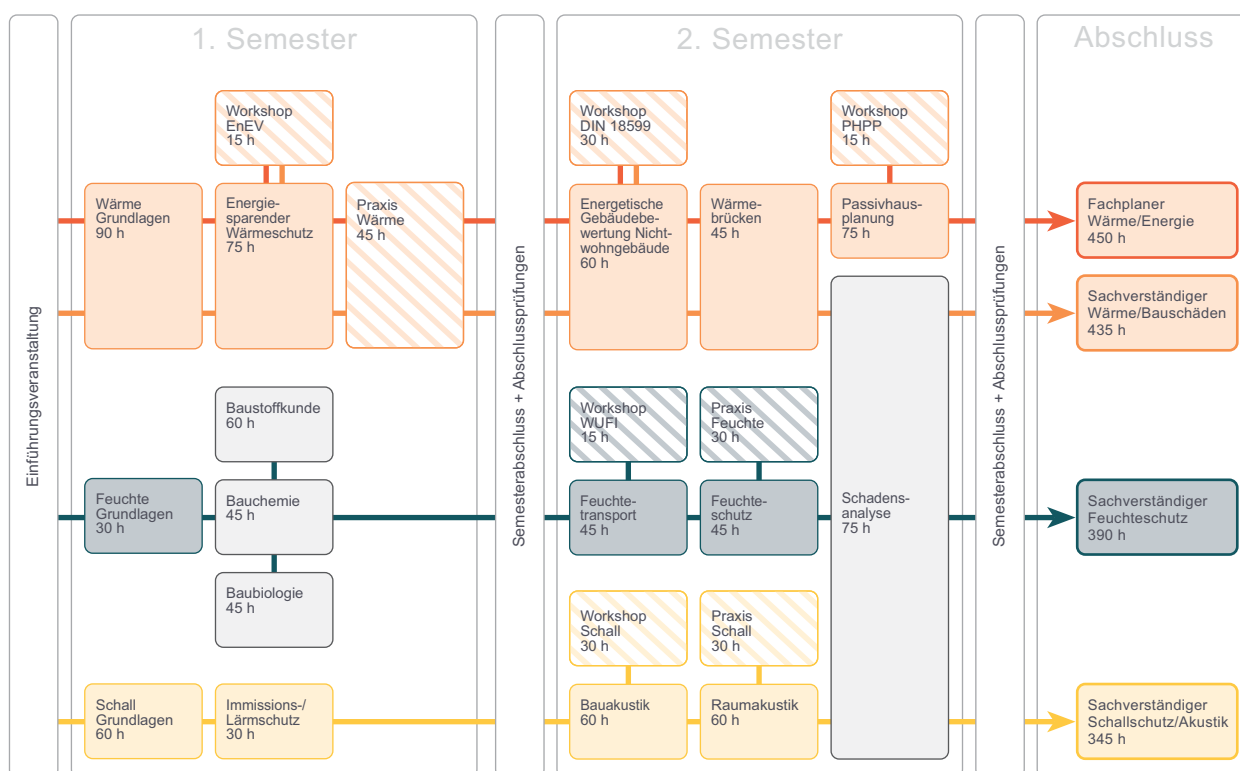 Einführungsveranstaltung
1. Semester
Workshop
EnEV
15 h
Wärme
Grundlagen
90 h
Energie-
sparender
Wärmeschutz
75 h
Praxis
Wärme
45 h
Baustoffkunde
60 h
Feuchte
Grundlagen
30 h
Bauchemie
45 h
Baubiologie
45 h
Schall
Grundlagen
60 h
Immissions-/
Lärmschutz
30 h
Semesterabschluss + Abschlussprüfungen
2. Semester
Workshop
DIN 18599
30 h
Workshop
PHPP
15 h
Energetische
Gebäudebe-
wertung Nicht-
wohngebäude
60 h
Wärme-
brücken
45 h
Passivhaus-
planung
75 h
Workshop
WUFI
15 h
Praxis
Feuchte
30 h
Feuchte-
transport
45 h
Feuchte-
schutz
45 h
Schadens-
analyse
75 h
Workshop
Schall
30 h
Praxis
Schall
30 h
Bauakustik
60 h
Raumakustik
60 h
Semesterabschluss + Abschlussprüfungen
Abschluss
Fachplaner
Wärme/Energie
450 h
Sachverständiger
Wärme/Bauschäden
435 h
Sachverständiger
Feuchteschutz
390 h
Sachverständiger
Schallschutz/Akustik
345 h